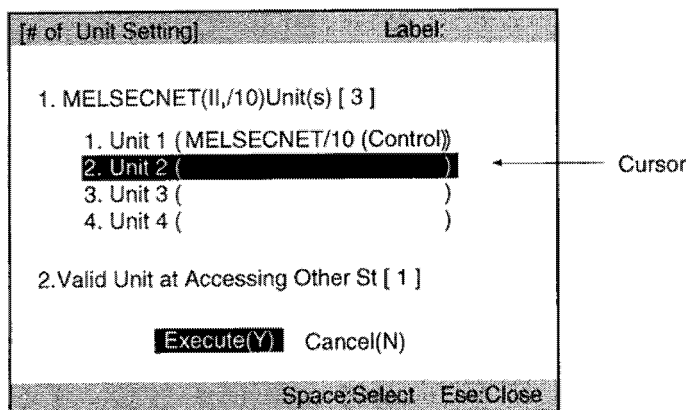 [# of Unit Setting] Label:
1. MELSECNET(II,/10)Unit(s) [ 3 ]
1. Unit 1 ( MELSECNET/10 (Control))
2. Unit 2 ( )
Cursor
3. Unit 3 ( )
4. Unit 4 ( )
2.Valid Unit at Accessing Other St [ 1 ]
Execute(Y) Cancel(N)
Space:Select Ese:Close